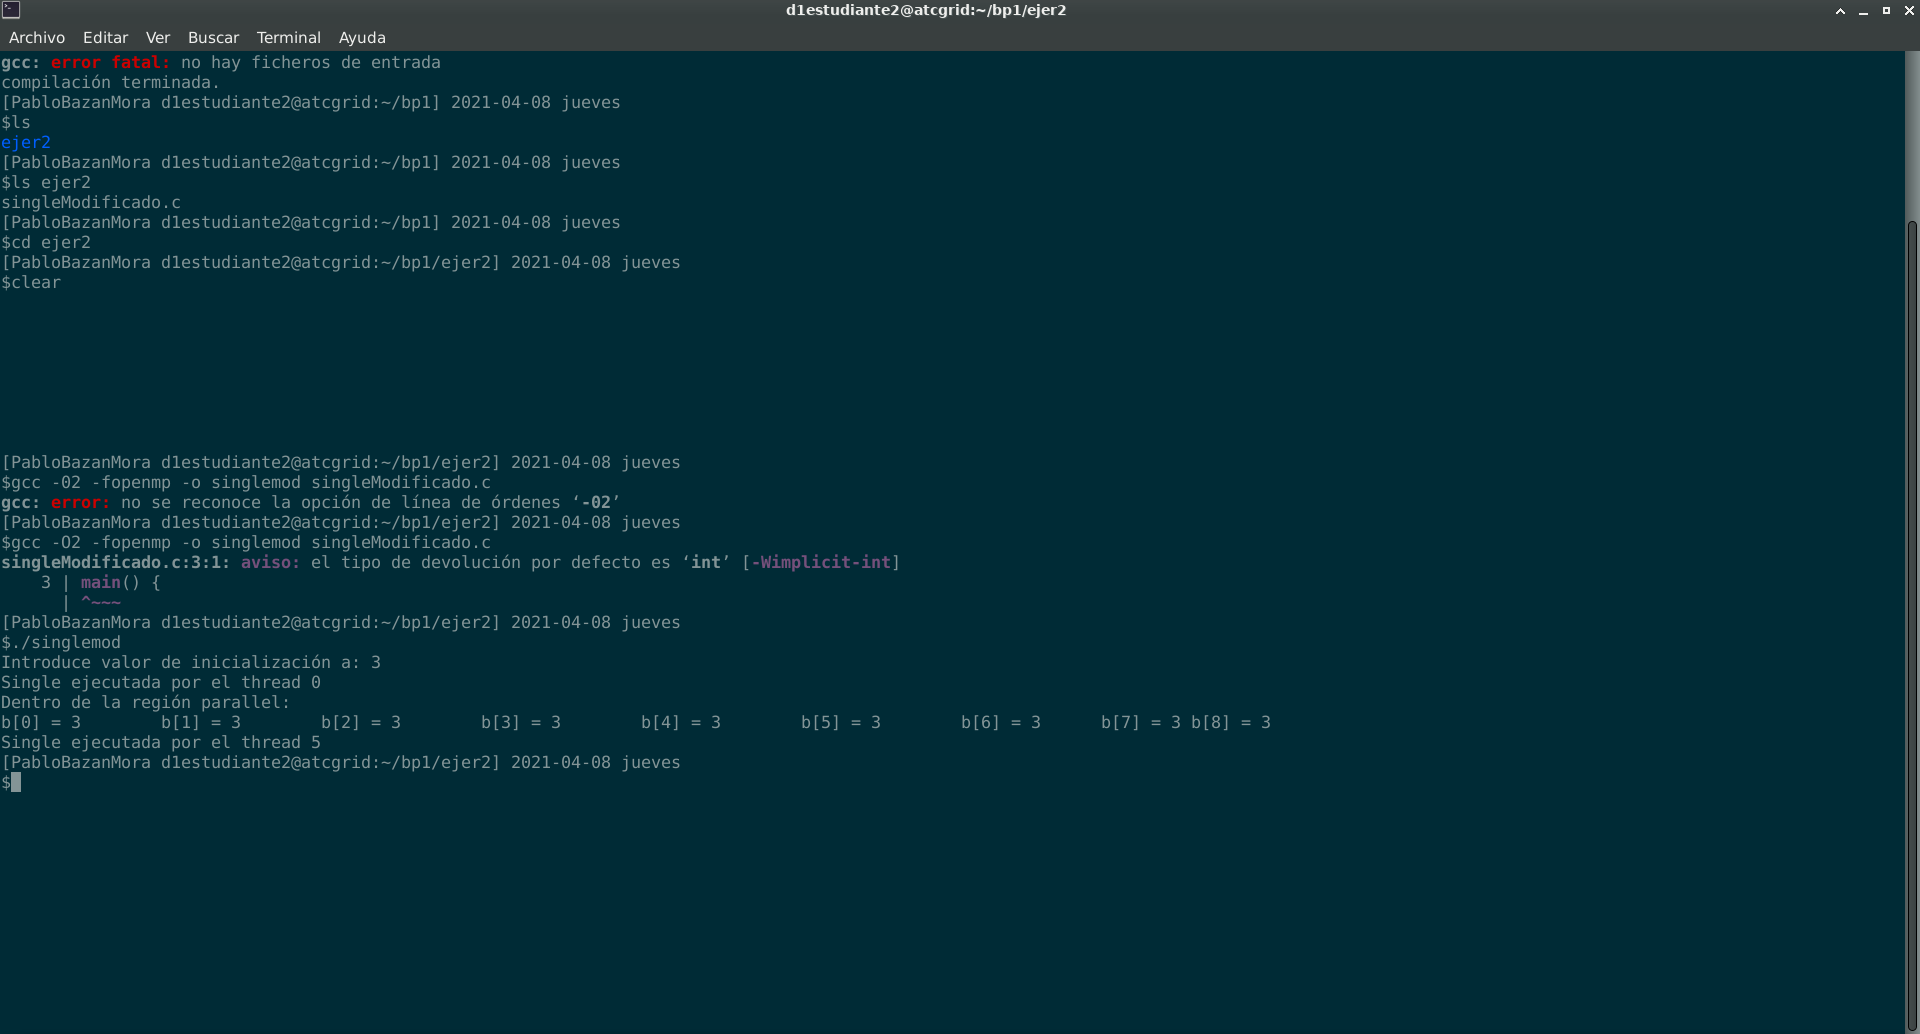 d1estudiante2@atcgrid:~/bp1/ejer2
Archivo Editar Ver Buscar Terminal Ayuda
gcc: error fatal: no hay ficheros de entrada
compilación terminada.
[PabloBazanMora d1estudiante2@atcgrid:~/bp1] 2021-04-08 jueves
$ls
ejer2
[PabloBazanMora d1estudiante2@atcgrid:~/bp1] 2021-04-08 jueves
$ls ejer2
singleModificado.c
[PabloBazanMora d1estudiante2@atcgrid:~/bp1] 2021-04-08 jueves
$cd ejer2
[PabloBazanMora d1estudiante2@atcgrid:~/bp1/ejer2] 2021-04-08 jueves
$clear
[PabloBazanMora d1estudiante2@atcgrid:~/bp1/ejer2] 2021-04-08 jueves
$gcc -02 -fopenmp -o singlemod singleModificado.c
gcc: error: no se reconoce la opción de línea de órdenes ‘-02’
[PabloBazanMora d1estudiante2@atcgrid:~/bp1/ejer2] 2021-04-08 jueves
$gcc -O2 -fopenmp -o singlemod singleModificado.c
singleModificado.c:3:1: aviso: el tipo de devolución por defecto es ‘int’ [-Wimplicit-int]
    3 | main() {
      | ^~~~
[PabloBazanMora d1estudiante2@atcgrid:~/bp1/ejer2] 2021-04-08 jueves
$./singlemod
Introduce valor de inicialización a: 3
Single ejecutada por el thread 0
Dentro de la región parallel:
b[0] = 3        b[1] = 3        b[2] = 3        b[3] = 3        b[4] = 3        b[5] = 3        b[6] = 3      b[7] = 3 b[8] = 3
Single ejecutada por el thread 5
[PabloBazanMora d1estudiante2@atcgrid:~/bp1/ejer2] 2021-04-08 jueves
$